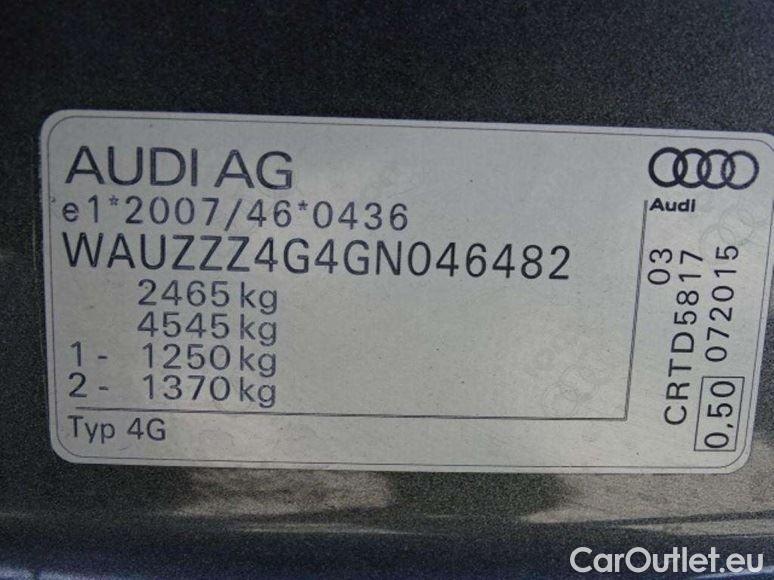 AUDI AG
e1*2007/46*0436
WAUZZZ4G4GN046482
2465 kg
4545 kg
1- 1250 kg
2- 1370 kg
Typ 4G
Audi
03
CRTD5817
0,50 072015
CarOutlet.eu